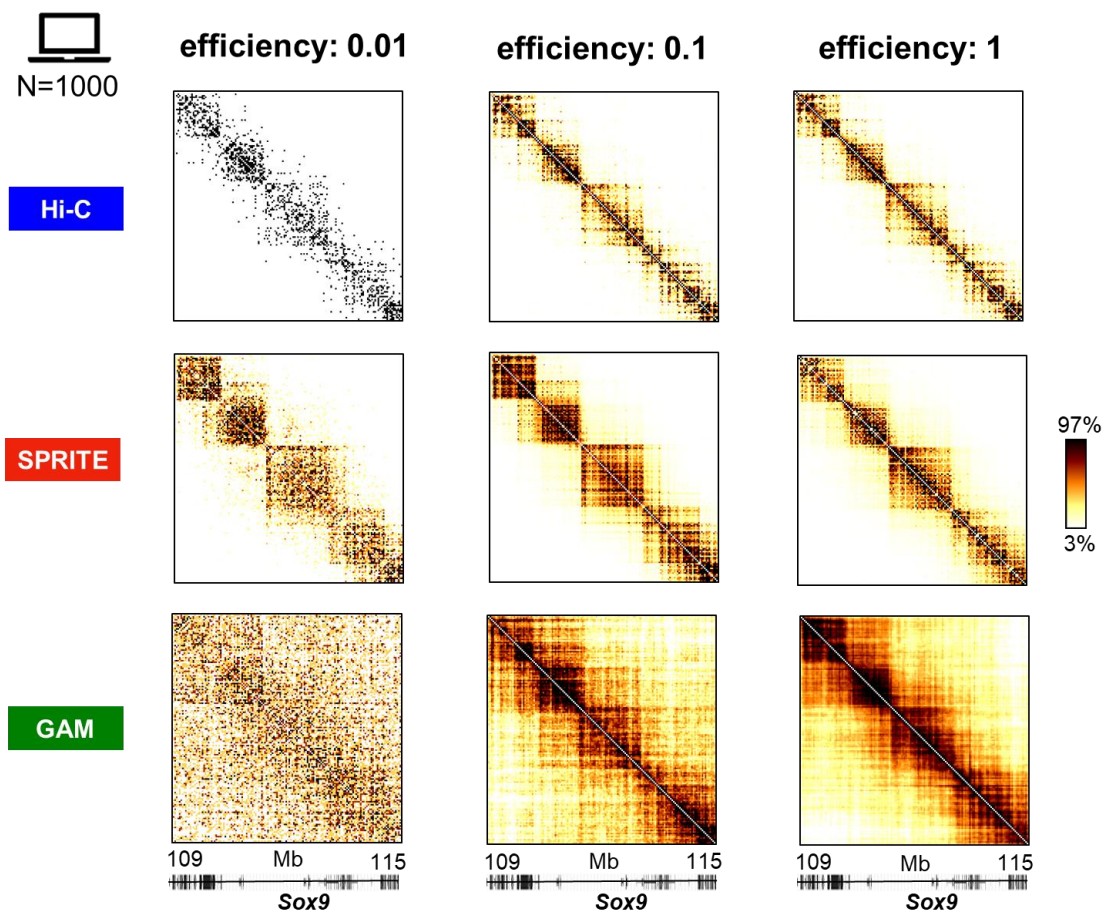 efficiency: 0.01 efficiency: 0.1 efficiency: 1
N=1000
Hi-C
SPRITE
97%
3%
GAM
109 Mb 115 109 Mb 115 109 Mb 115
Sox9 Sox9 Sox9